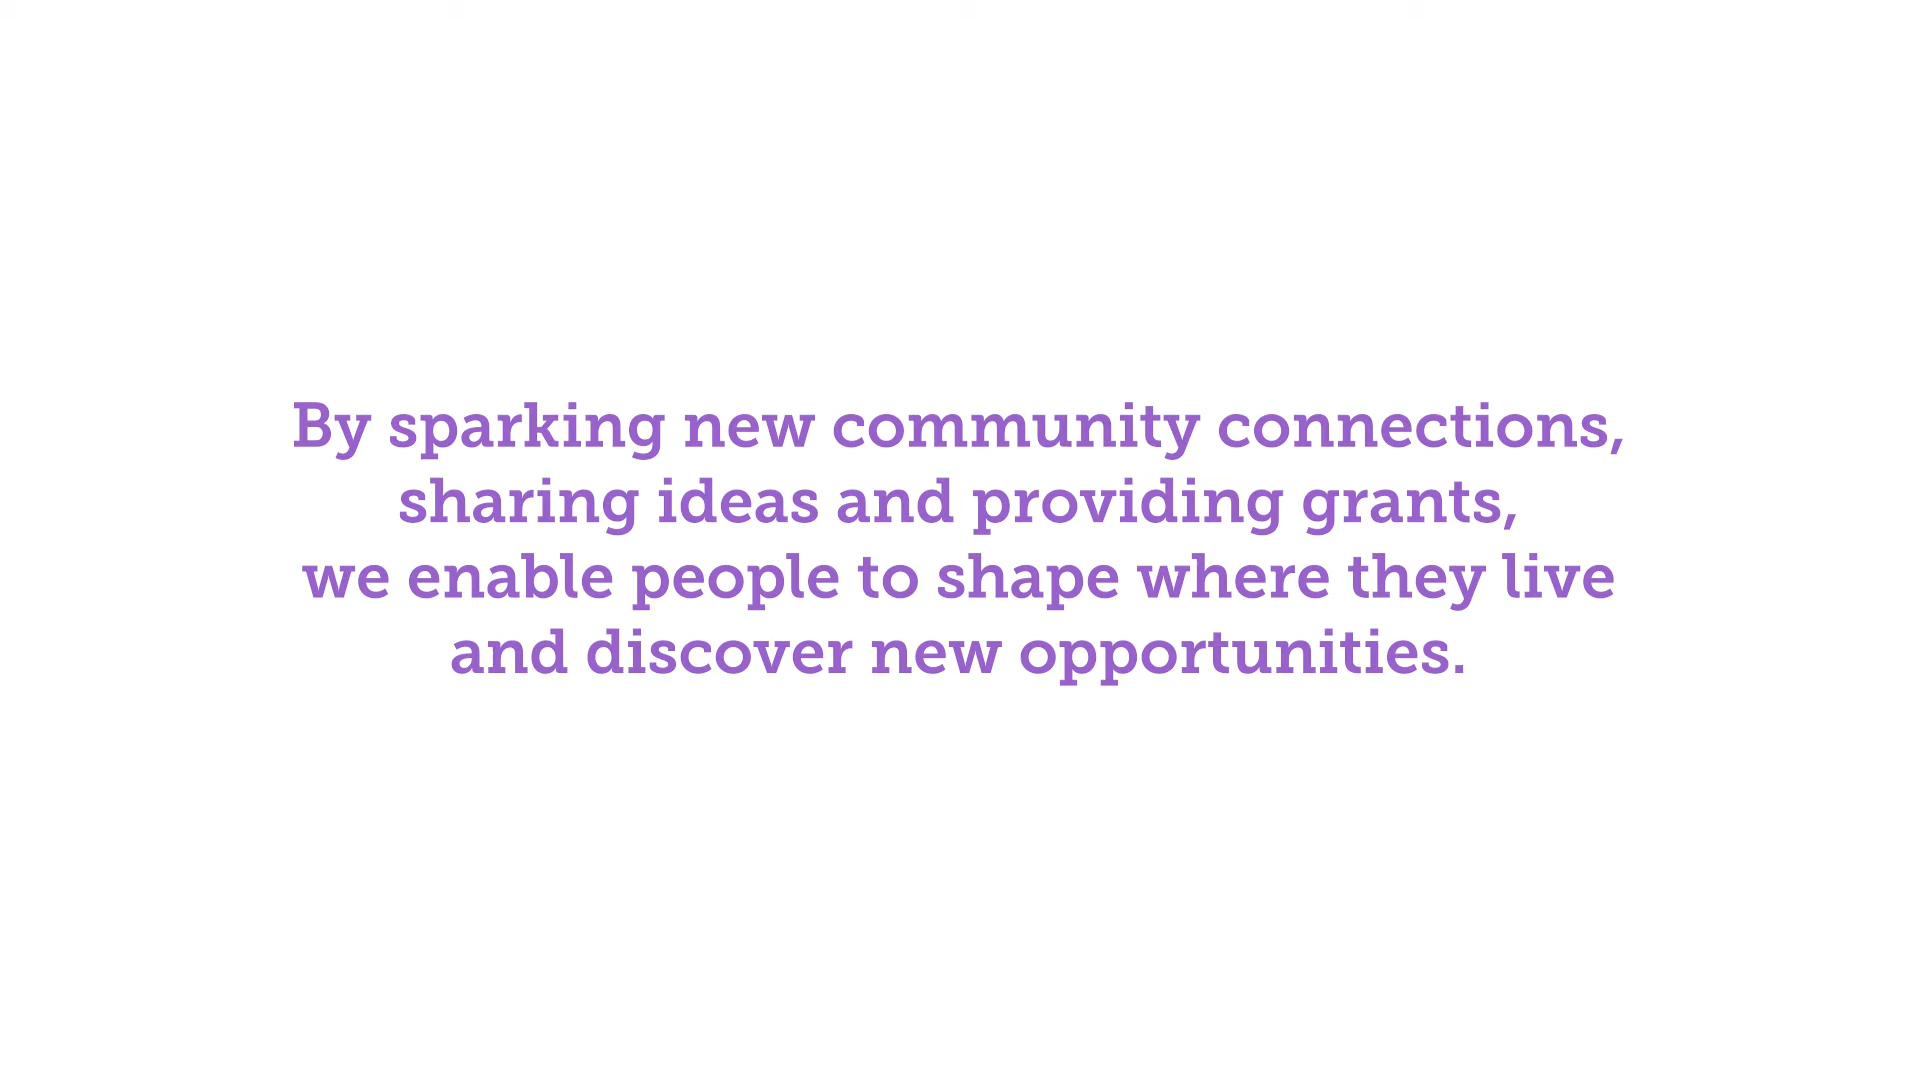 By sparking new community connections,
sharing ideas and providing grants,
we enable people to shape where they live
and discover new opportunities.